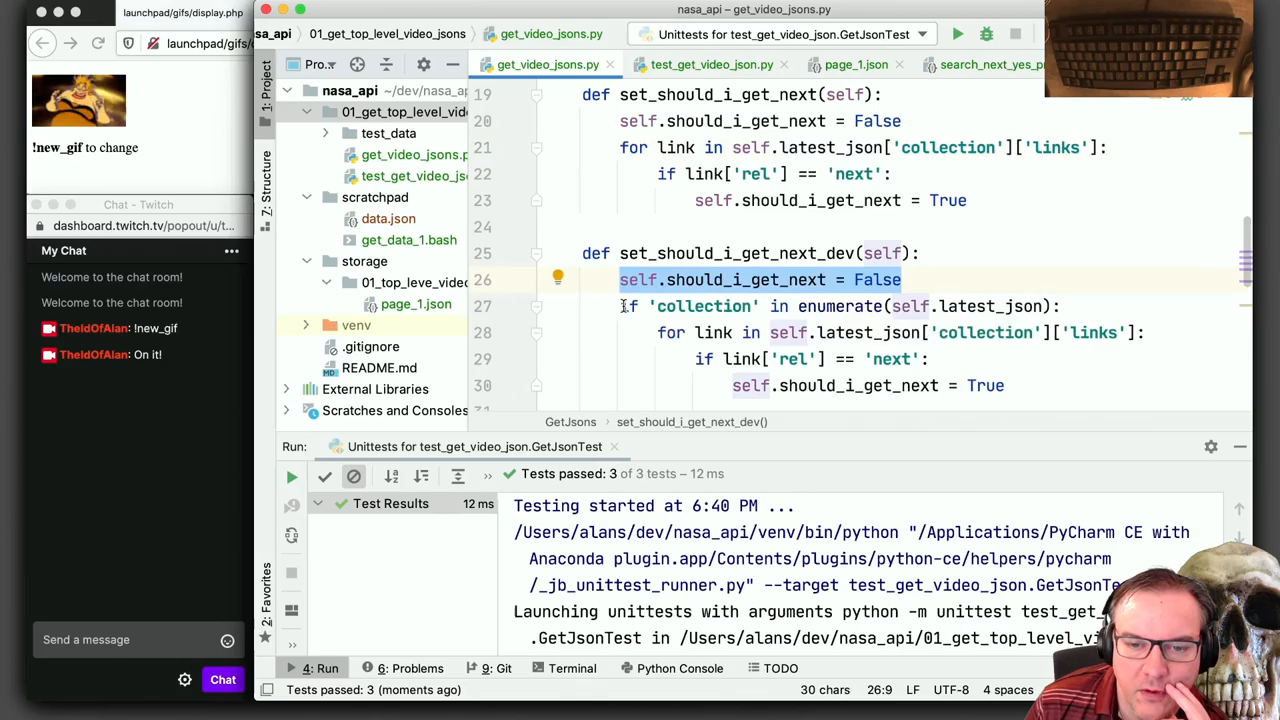 launchpad/gifs/display.php
launchpad/gifs/
!new_gif to change
Chat - Twitch
dashboard.twitch.tv/popout/u/t...
My Chat
Welcome to the chat room!
Welcome to the chat room!
TheIdOfAlan: !new_gif
TheIdOfAlan: On it!
Send a message
Chat
nasa_api – get_video_jsons.py
01_get_top_level_video_jsons
get_video_jsons.py
Unittests for test_get_video_json.GetJsonTest
Pro...
get_video_jsons.py
test_get_video_json.py
page_1.json
1: Project
7: Structure
2: Favorites
nasa_api ~/dev/nasa_
01_get_top_level_vid
test_data
get_video_jsons.p
test_get_video_js
scratchpad
data.json
get_data_1.bash
storage
01_top_leve_vide
page_1.json
venv
.gitignore
README.md
External Libraries
Scratches and Consoles
19 def set_should_i_get_next(self):
20 self.should_i_get_next = False
21 for link in self.latest_json['collection']['links']:
22 if link['rel'] == 'next':
23 self.should_i_get_next = True
24
25 def set_should_i_get_next_dev(self):
26 self.should_i_get_next = False
27 if 'collection' in enumerate(self.latest_json):
28 for link in self.latest_json['collection']['links']:
29 if link['rel'] == 'next':
30 self.should_i_get_next = True
GetJsons set_should_i_get_next_dev()
Run: Unittests for test_get_video_json.GetJsonTest
Tests passed: 3 of 3 tests – 12 ms
Test Results 12 ms
Testing started at 6:40 PM ...
/Users/alans/dev/nasa_api/venv/bin/python "/Applications/PyCharm CE with
Anaconda plugin.app/Contents/plugins/python-ce/helpers/pycharm
/_jb_unittest_runner.py" --target test_get_video_json.GetJsonTe
Launching unittests with arguments python -m unittest test_get_
.GetJsonTest in /Users/alans/dev/nasa_api/01_get_top_level_vi
4: Run 6: Problems 9: Git Terminal Python Console TODO
Tests passed: 3 (moments ago) 30 chars 26:9 LF UTF-8 4 spaces